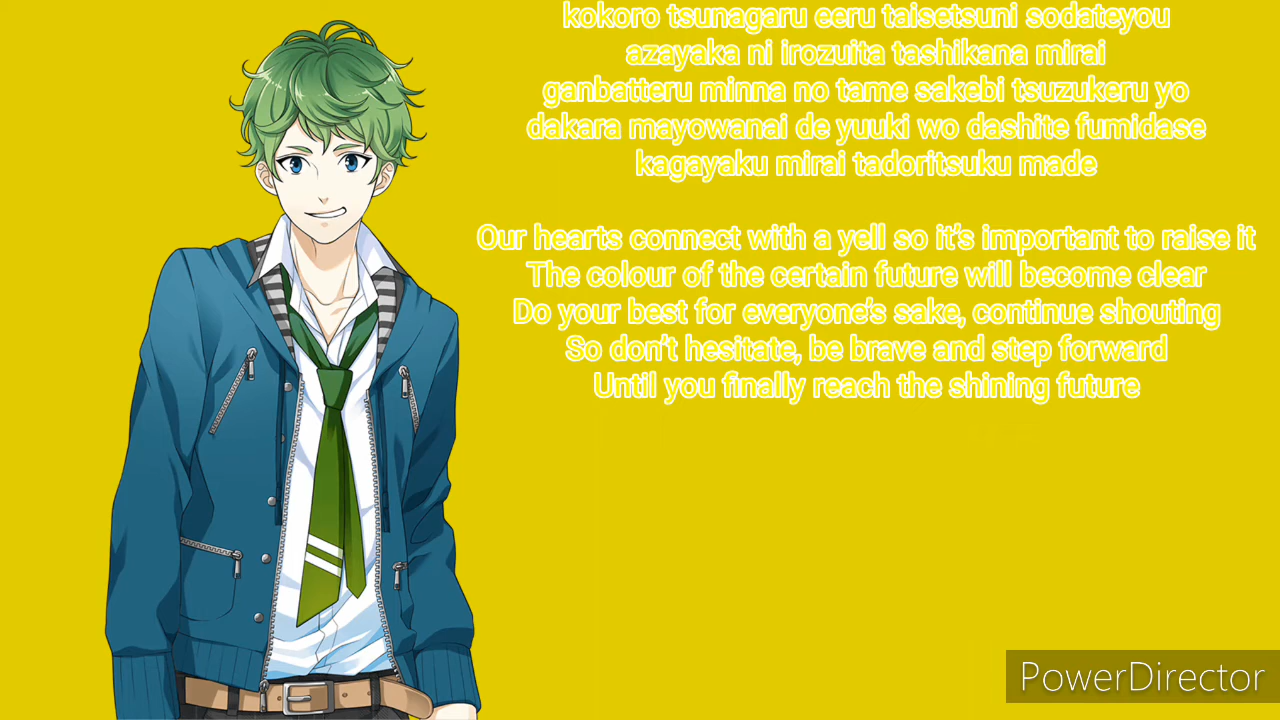 kokoro tsunagaru eeru taisetsuni sodateyou
azayaka ni irozuita tashikana mirai
ganbatteru minna no tame sakebi tsuzukeru yo
dakara mayowanai de yuuki wo dashite fumidase
kagayaku mirai tadoritsuku made
Our hearts connect with a yell so it's important to raise it
The colour of the certain future will become clear
Do your best for everyone's sake, continue shouting
So don't hesitate, be brave and step forward
Until you finally reach the shining future
PowerDirector